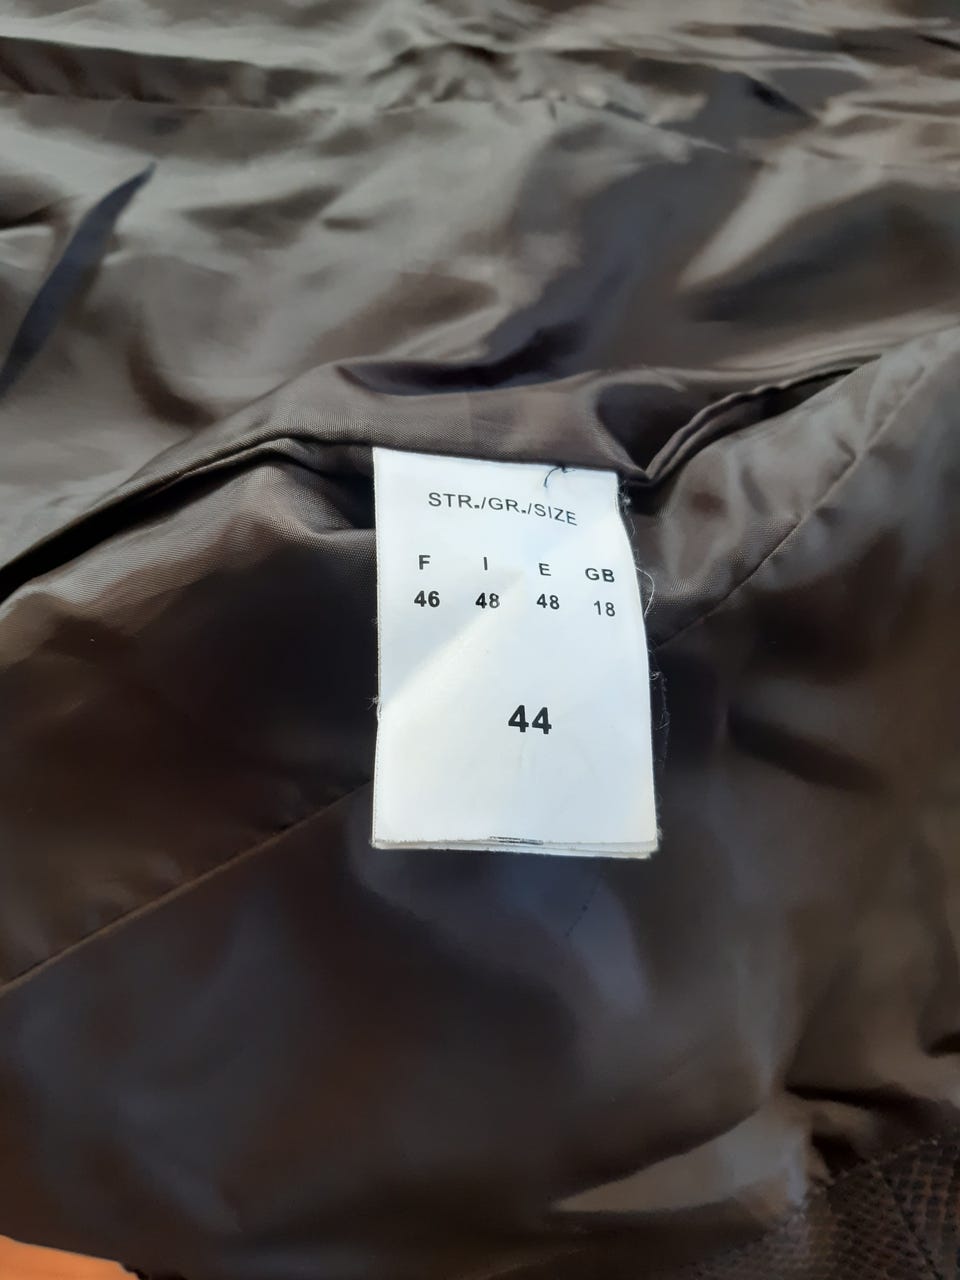 STR./GR./SIZE
F I E GB
46 48 48 18
44